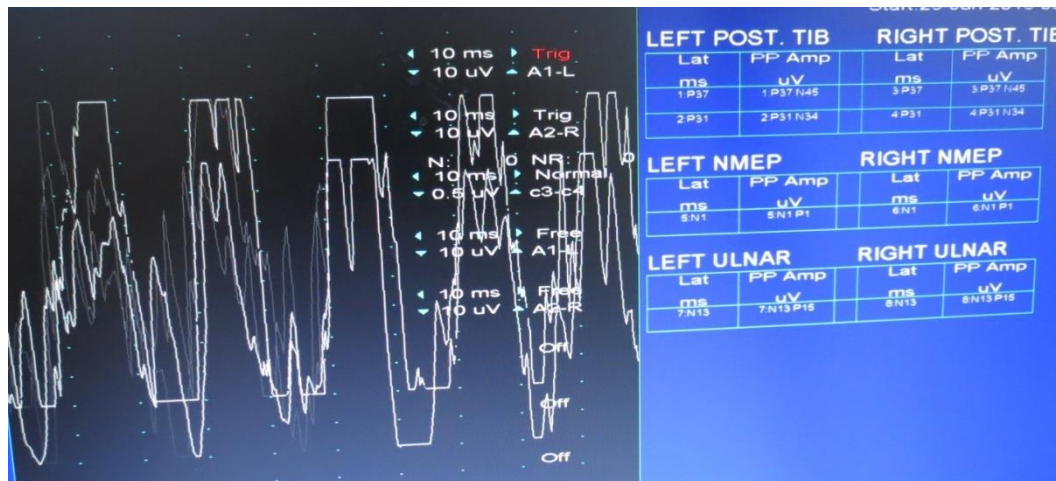 10 ms Trig
10 uV A1-L
10 ms Trig
10 uV A2-R
N: 0 NR: 0
10 ms Normal
0.5 uV c3-c4
10 ms Free
10 uV A1-L
10 ms Free
10 uV A2-R
Off
Off
Off
LEFT POST. TIB RIGHT POST. TIB
Lat PP Amp Lat PP Amp
ms uV ms uV
1:P37 1:P37 N45 3:P37 3:P37 N45
2:P31 2:P31 N34 4:P31 4:P31 N34
LEFT NMEP RIGHT NMEP
Lat PP Amp Lat PP Amp
ms uV ms uV
5:N1 5:N1 P1 6:N1 6:N1 P1
LEFT ULNAR RIGHT ULNAR
Lat PP Amp Lat PP Amp
ms uV ms uV
7:N13 7:N13 P15 8:N13 8:N13 P15